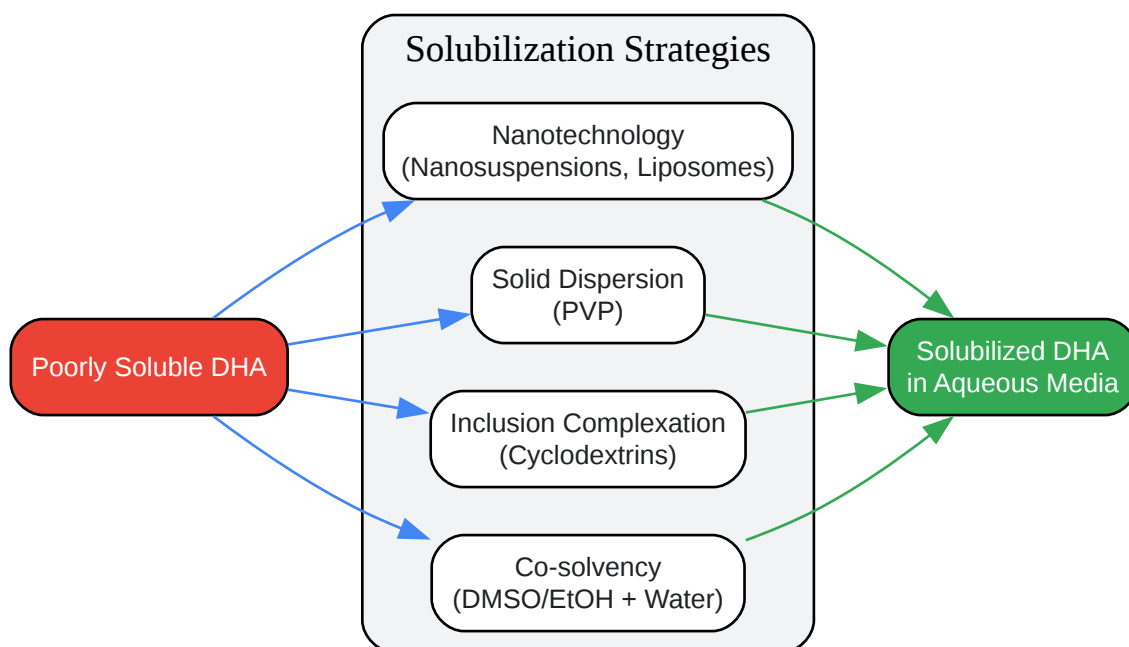 Solubilization Strategies
Nanotechnology
(Nanosuspensions, Liposomes)
Solid Dispersion
(PVP)
Poorly Soluble DHA
Solubilized DHA
in Aqueous Media
Inclusion Complexation
(Cyclodextrins)
Co-solvency
(DMSO/EtOH + Water)